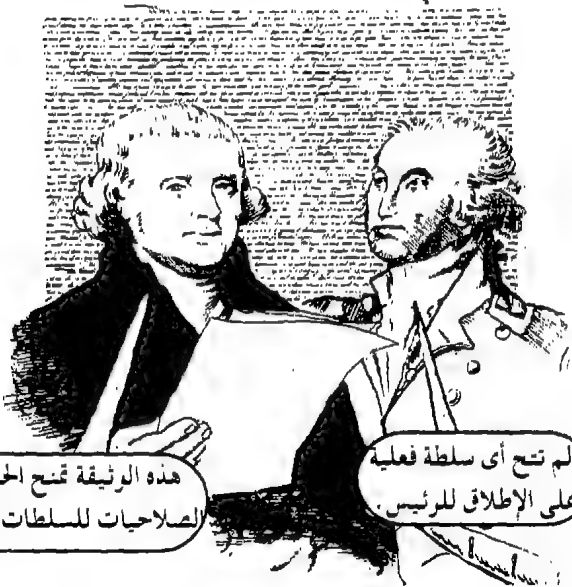 لم تتح أى سلطة فعلية
على الإطلاق للرئيس.
هذه الوثيقة تمنح
الصلاحيات للسلطات